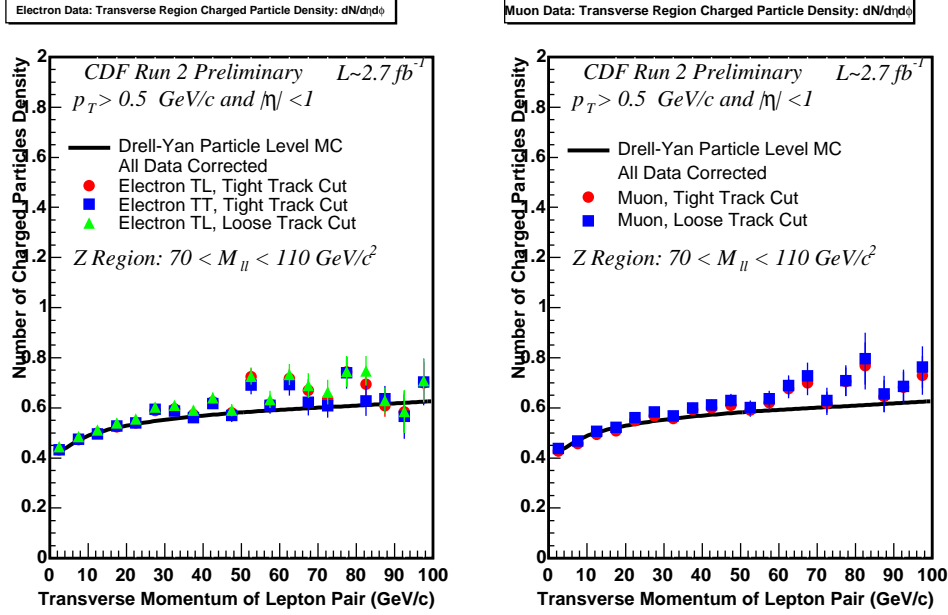 Electron Data: Transverse Region Charged Particle Density: dN/dηdφ
Number of Charged Particles Density
2
1.8
1.6
1.4
1.2
1
0.8
0.6
0.4
0.2
0
CDF Run 2 Preliminary L~2.7 fb⁻¹
p_T > 0.5 GeV/c and |η| <1
Drell-Yan Particle Level MC
All Data Corrected
Electron TL, Tight Track Cut
Electron TT, Tight Track Cut
Electron TL, Loose Track Cut
Z Region: 70 < M_ll < 110 GeV/c²
0 10 20 30 40 50 60 70 80 90 100
Transverse Momentum of Lepton Pair (GeV/c)
Muon Data: Transverse Region Charged Particle Density: dN/dηdφ
Number of Charged Particles Density
2
1.8
1.6
1.4
1.2
1
0.8
0.6
0.4
0.2
0
CDF Run 2 Preliminary L~2.7 fb⁻¹
p_T > 0.5 GeV/c and |η| <1
Drell-Yan Particle Level MC
All Data Corrected
Muon, Tight Track Cut
Muon, Loose Track Cut
Z Region: 70 < M_ll < 110 GeV/c²
0 10 20 30 40 50 60 70 80 90 100
Transverse Momentum of Lepton Pair (GeV/c)